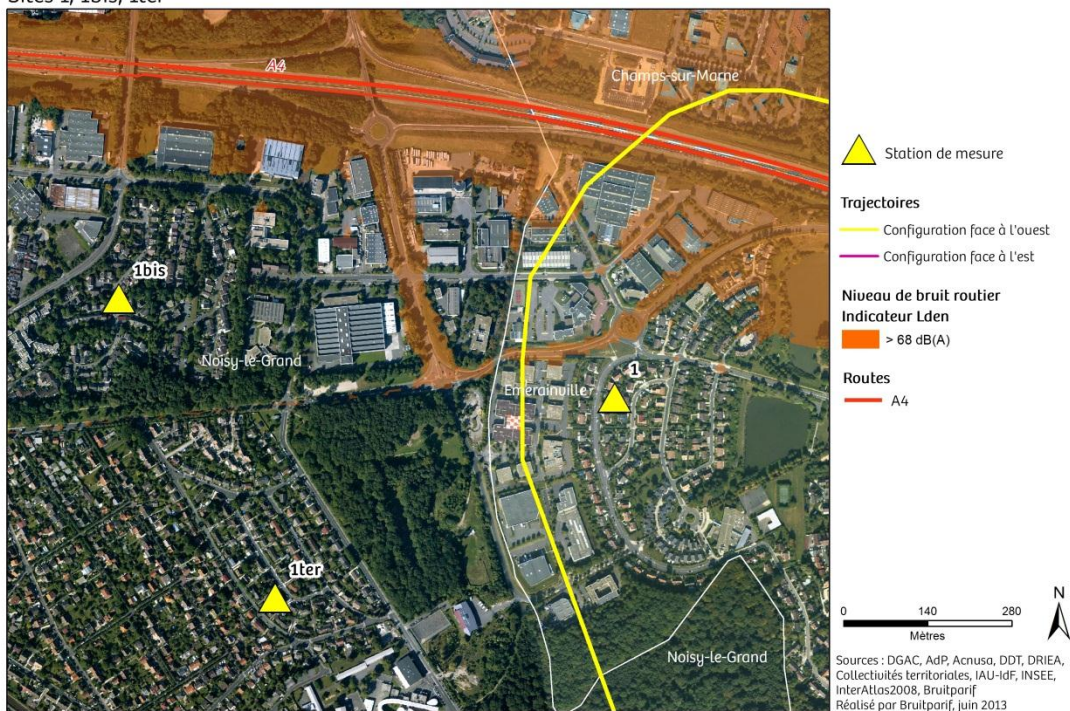 Sites 1, 1bis, 1ter
A4
Champs-sur-Marne
1bis
Noisy-le-Grand
Emerainville
1
1ter
Noisy-le-Grand
Station de mesure
Trajectoires
Configuration face à l'ouest
Configuration face à l'est
Niveau de bruit routier
Indicateur Lden
> 68 dB(A)
Routes
A4
0 140 280
Mètres
N
Sources : DGAC, AdP, Acnusa, DDT, DRIEA,
Collectivités territoriales, IAU-IdF, INSEE,
InterAtlas2008, Bruitparif
Réalisé par Bruitparif, juin 2013